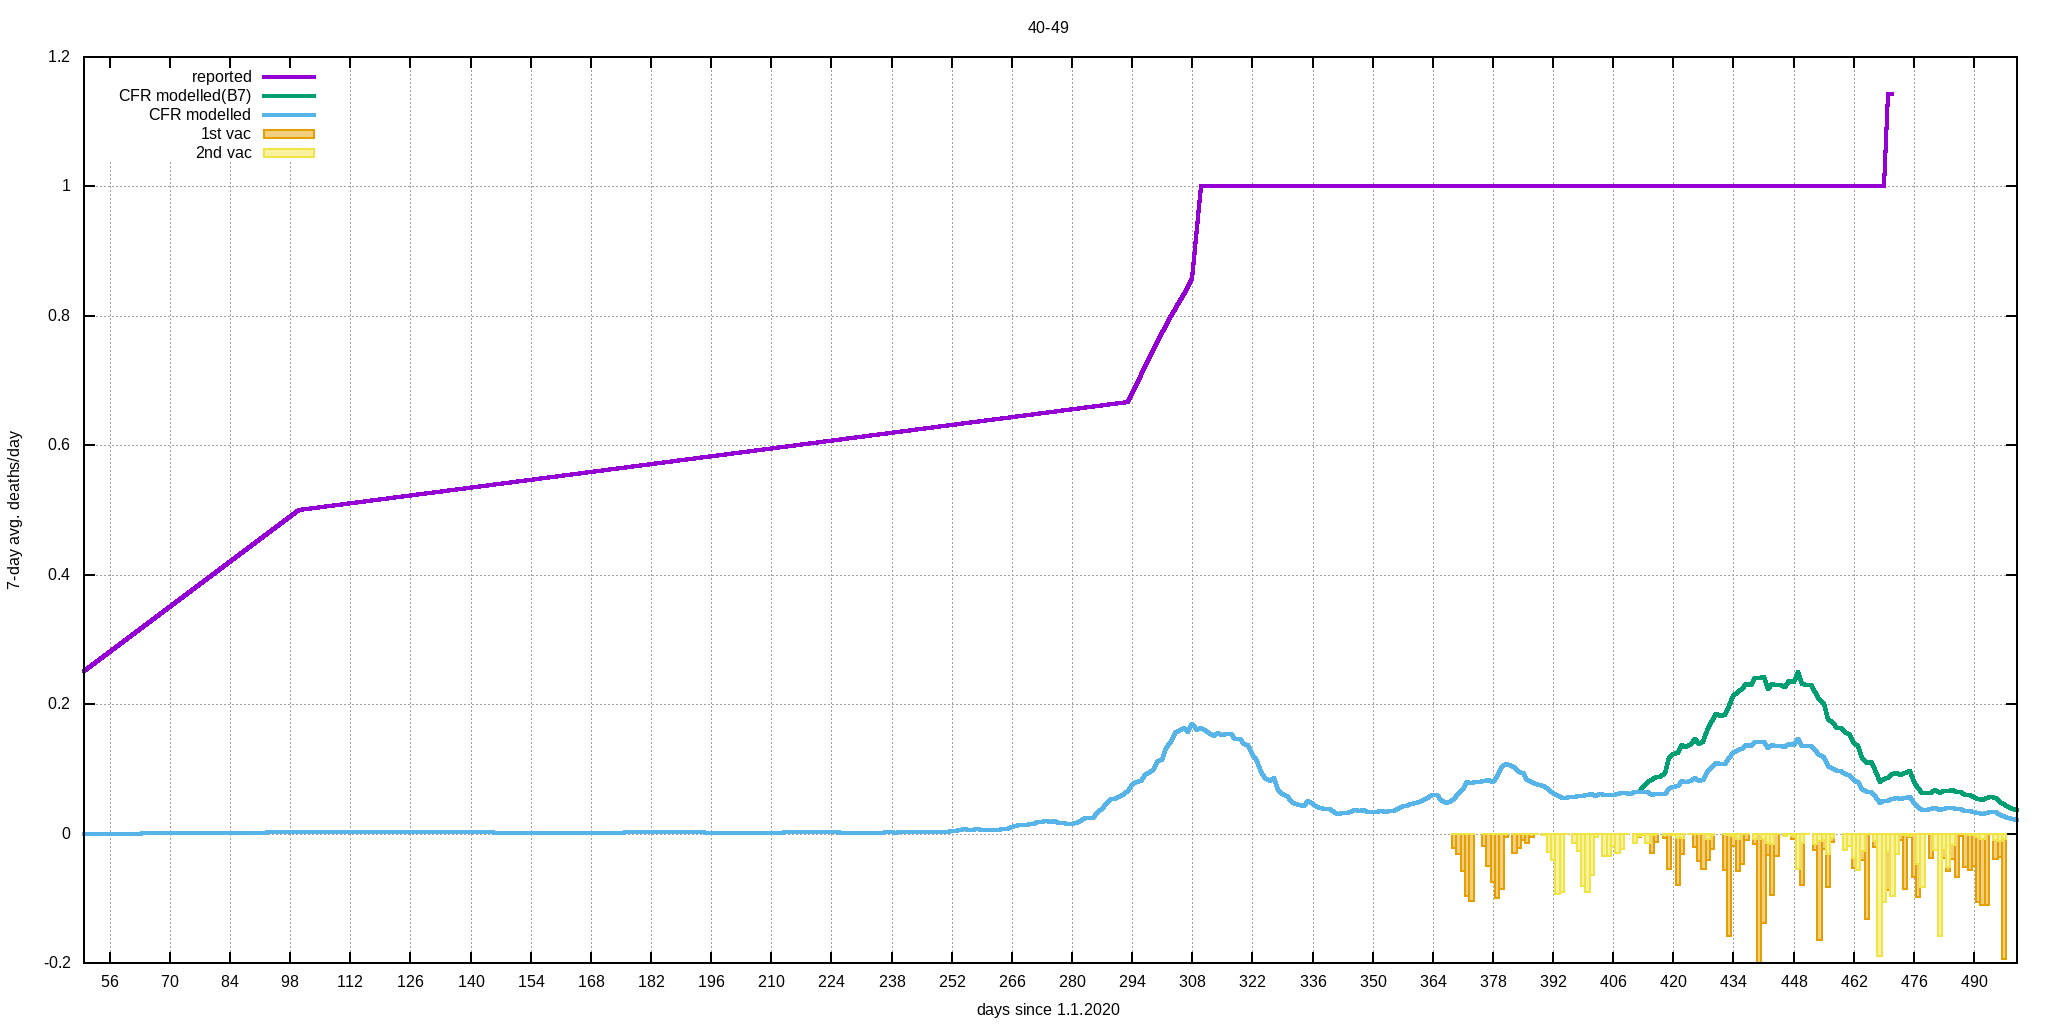 40-49
1.2
1
0.8
0.6
0.4
0.2
0
-0.2
7-day avg. deaths/day
reported
CFR modelled(B7)
CFR modelled
1st vac
2nd vac
56 70 84 98 112 126 140 154 168 182 196 210 224 238 252 266 280 294 308 322 336 350 364 378 392 406 420 434 448 462 476 490
days since 1.1.2020